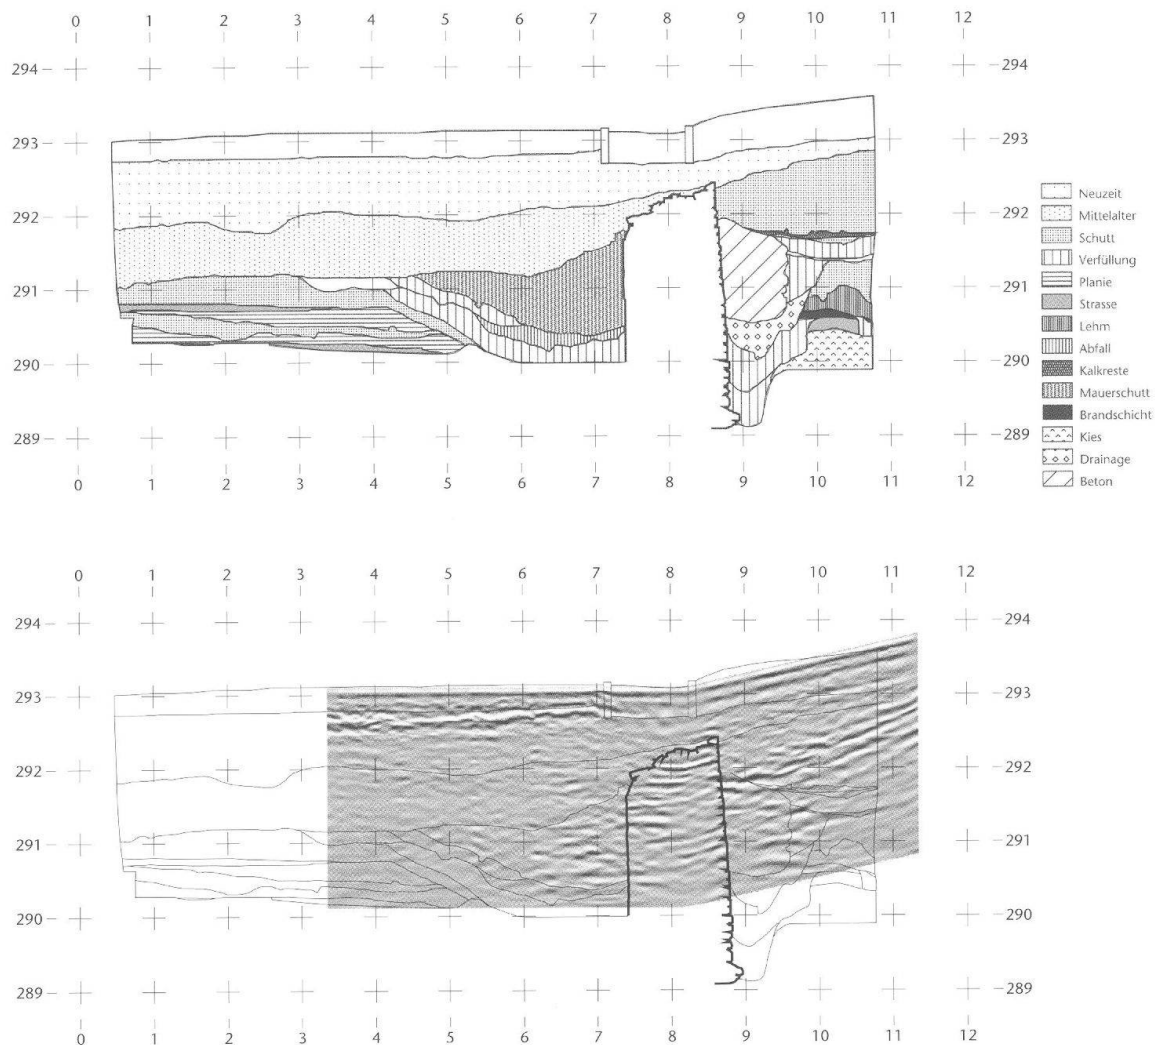 0 1 2 3 4 5 6 7 8 9 10 11 12
294 294
293 293
292 292
291 291
290 290
289 289
0 1 2 3 4 5 6 7 8 9 10 11 12
Neuzeit
Mittelalter
Schutt
Verfüllung
Planie
Strasse
Lehm
Abfall
Kalkreste
Mauerschutt
Brandschicht
Kies
Drainage
Beton
0 1 2 3 4 5 6 7 8 9 10 11 12
294 294
293 293
292 292
291 291
290 290
289 289
0 1 2 3 4 5 6 7 8 9 10 11 12